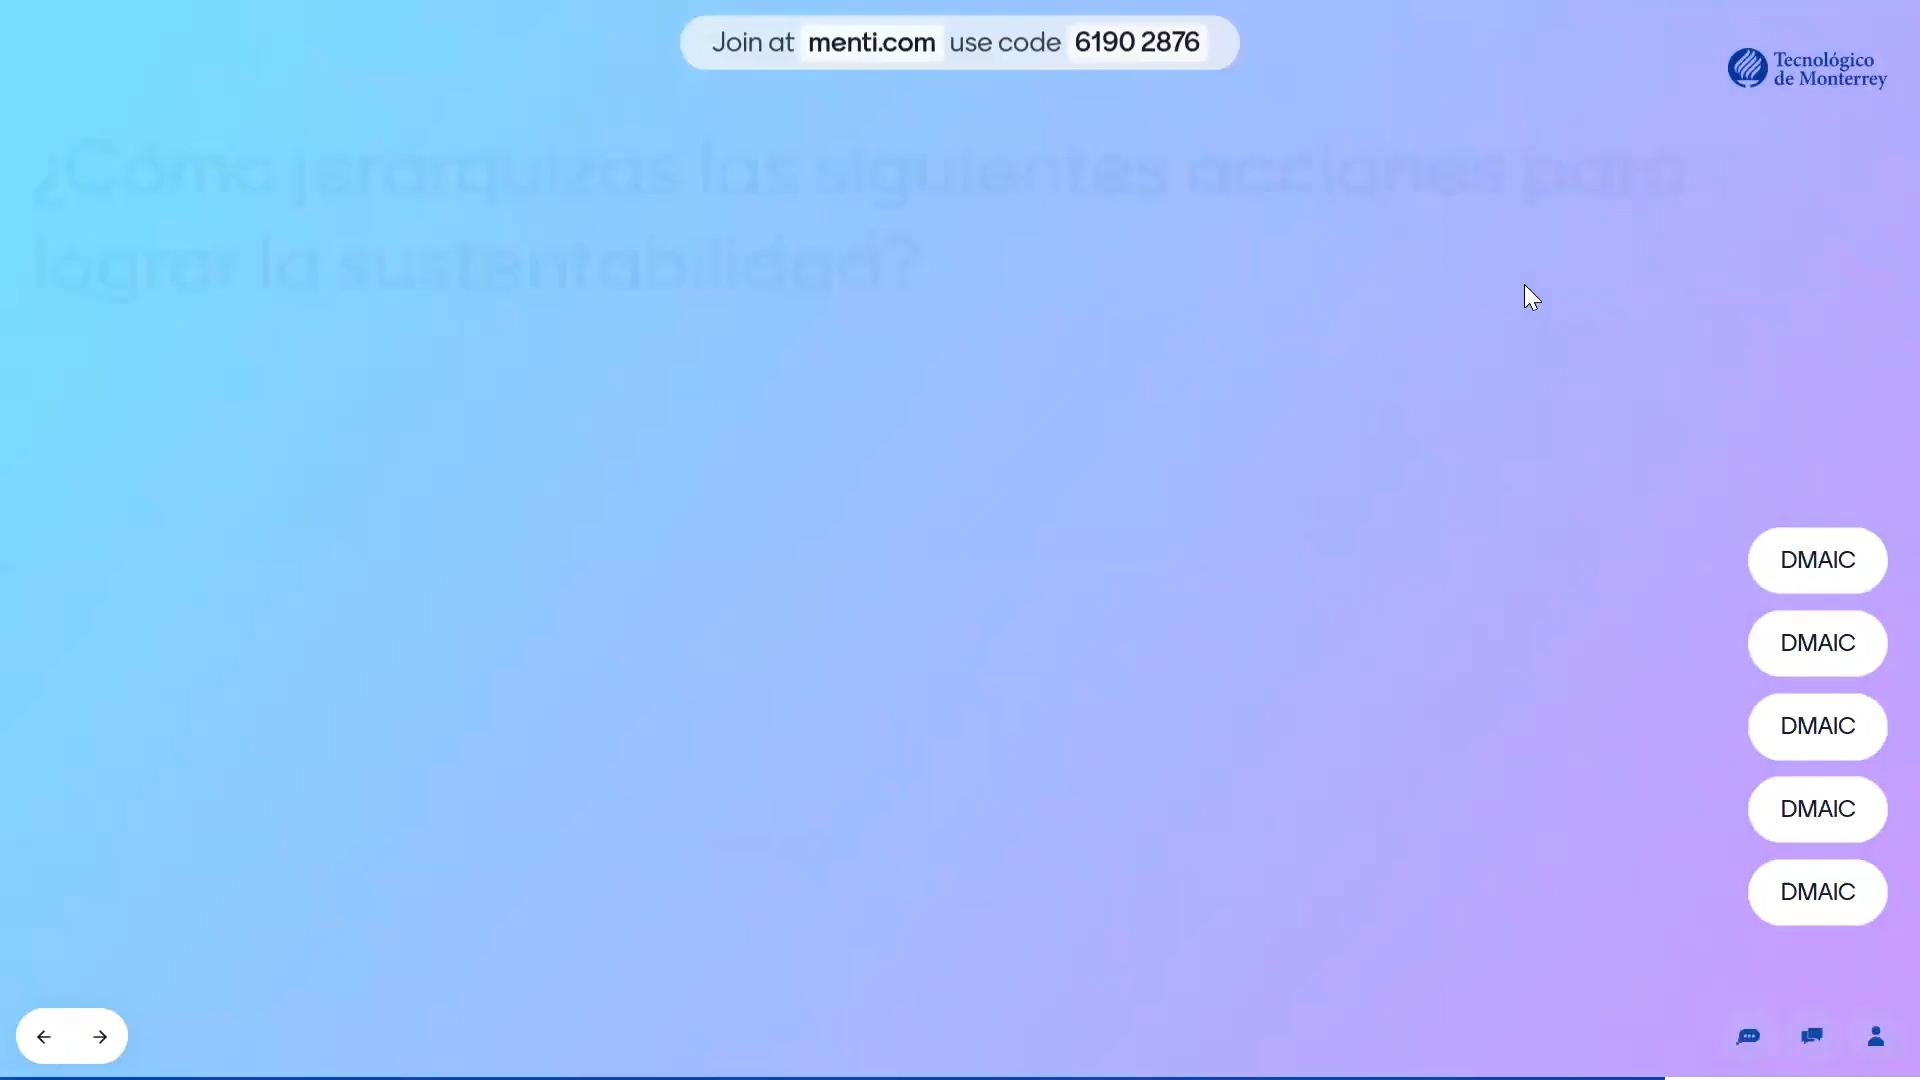 Join at menti.com use code 6190 2876
Tecnológico
de Monterrey
¿Cómo jerarquizas las siguientes acciones para
lograr la sustentabilidad?
DMAIC
DMAIC
DMAIC
DMAIC
DMAIC